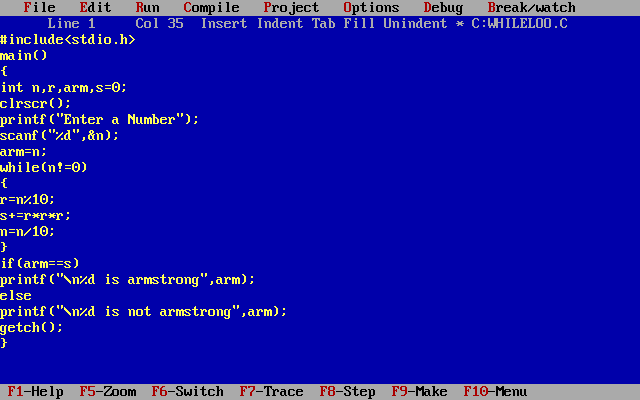 File Edit Run Compile Project Options Debug Break/watch
Line 1 Col 35 Insert Indent Tab Fill Unindent * C:WHILELOO.C
#include<stdio.h>
main()
{
int n,r,arm,s=0;
clrscr();
printf("Enter a Number");
scanf("%d",&n);
arm=n;
while(n!=0)
{
r=n%10;
s+=r*r*r;
n=n/10;
}
if(arm==s)
printf("\n%d is armstrong",arm);
else
printf("\n%d is not armstrong",arm);
getch();
}
F1-Help F5-Zoom F6-Switch F7-Trace F8-Step F9-Make F10-Menu